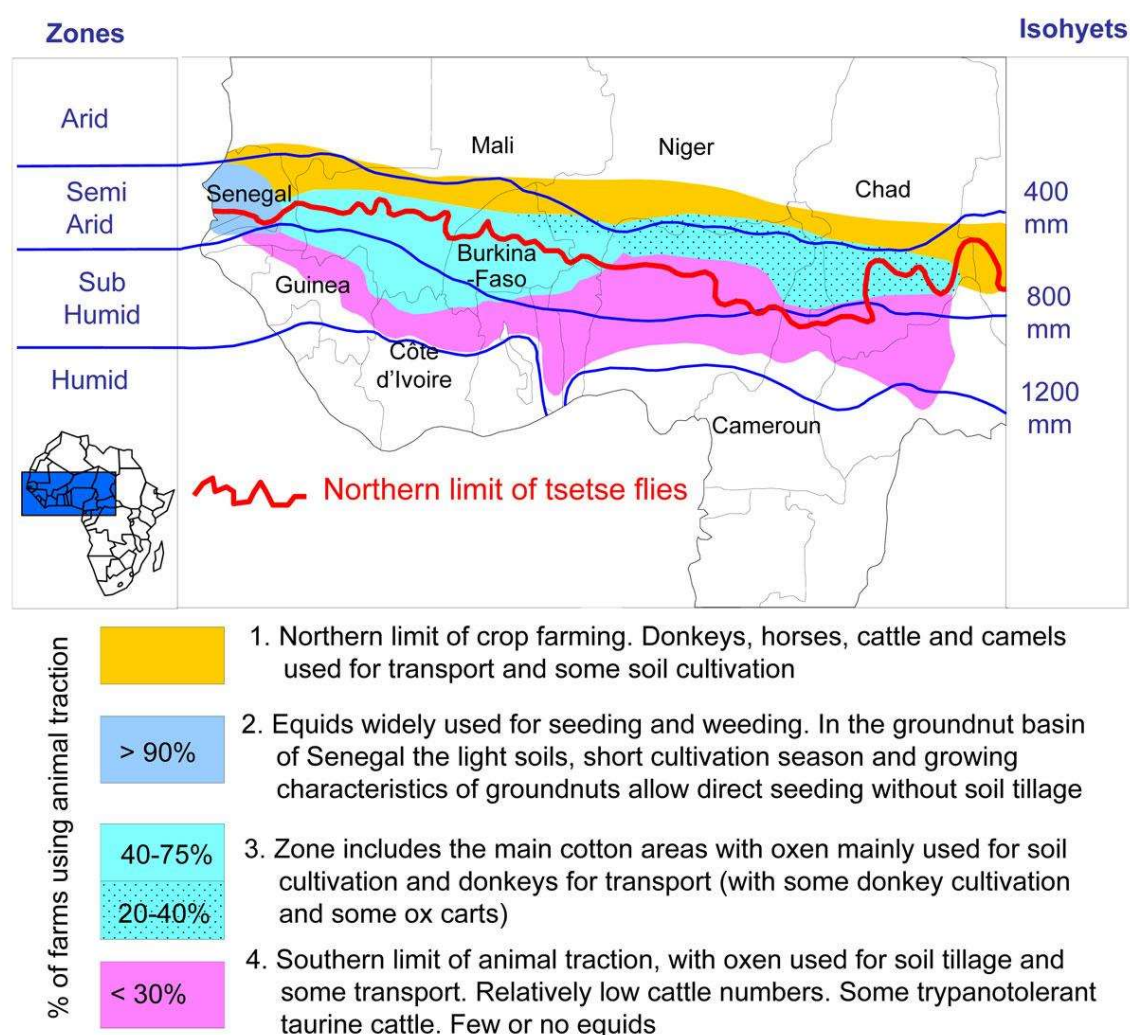 Zones
Isohyets
Arid
Mali
Niger
Chad
Senegal
Semi
Arid
400
mm
Burkina
-Faso
Guinea
Sub
Humid
800
mm
Côte
d'Ivoire
Humid
1200
mm
Cameroun
Northern limit of tsetse flies
% of farms using animal traction
1. Northern limit of crop farming. Donkeys, horses, cattle and camels
used for transport and some soil cultivation
> 90%
2. Equids widely used for seeding and weeding. In the groundnut basin
of Senegal the light soils, short cultivation season and growing
characteristics of groundnuts allow direct seeding without soil tillage
40-75%
20-40%
3. Zone includes the main cotton areas with oxen mainly used for soil
cultivation and donkeys for transport (with some donkey cultivation
and some ox carts)
< 30%
4. Southern limit of animal traction, with oxen used for soil tillage and
some transport. Relatively low cattle numbers. Some trypanotolerant
taurine cattle. Few or no equids